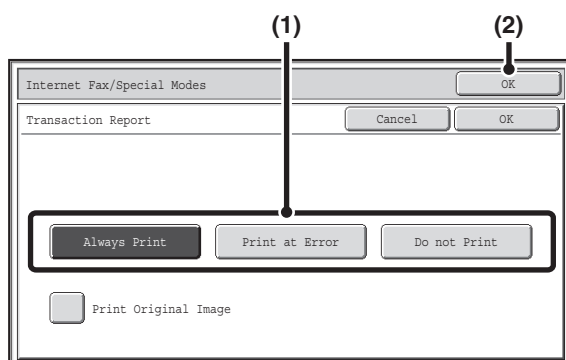 (1) (2)
Internet Fax/Special Modes OK
Transaction Report Cancel OK
Always Print Print at Error Do not Print
Print Original Image